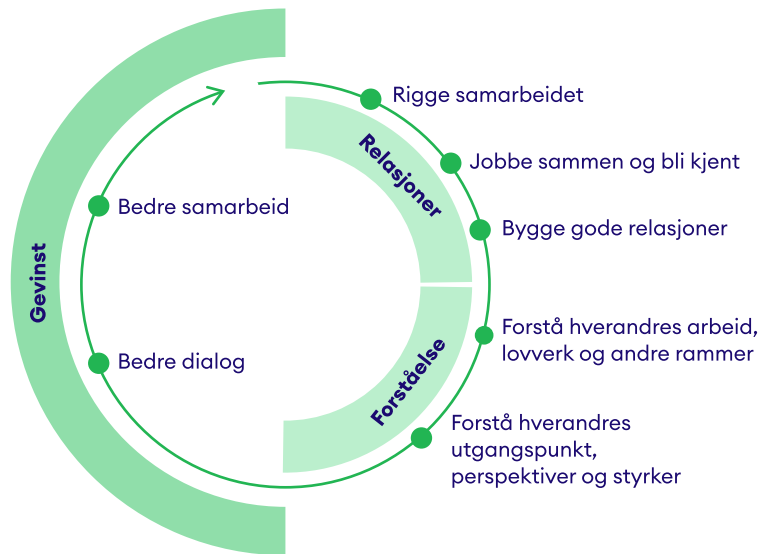 Rigge samarbeidet
Relasjoner
Jobbe sammen og bli kjent
Bygge gode relasjoner
Forstå hverandres arbeid,
lovverk og andre rammer
Forståelse
Forstå hverandres
utgangspunkt,
perspektiver og styrker
Bedre dialog
Bedre samarbeid
Gevinst